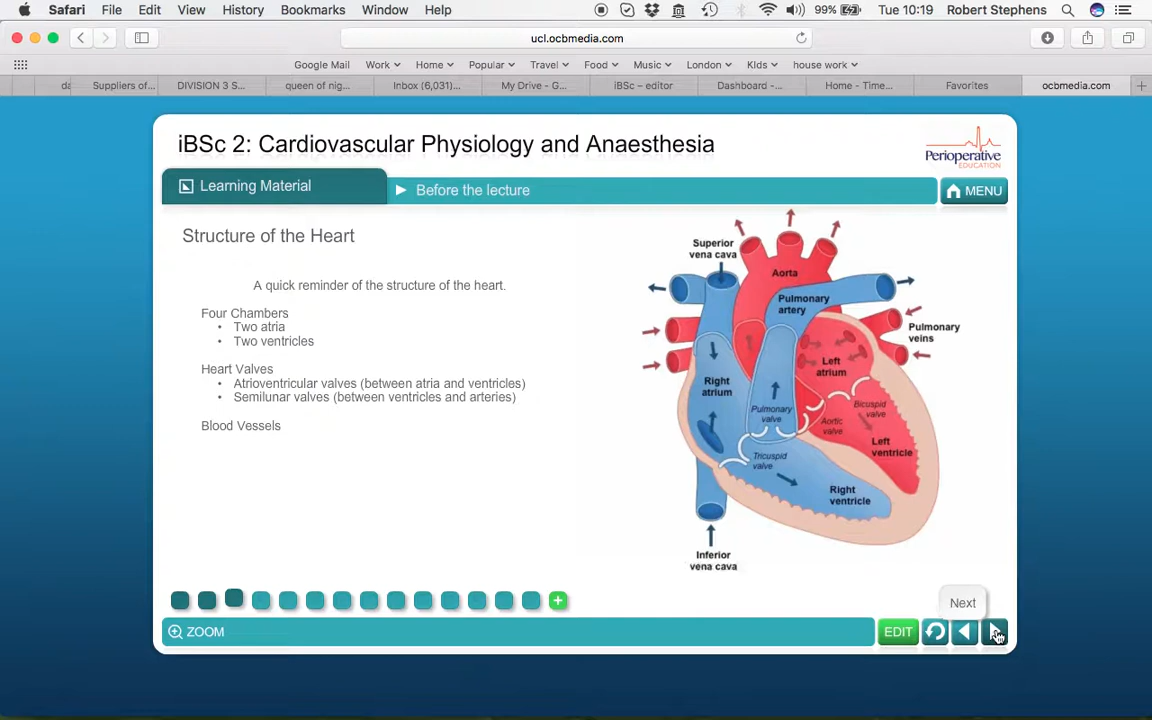 Safari File Edit View History Bookmarks Window Help 99% Tue 10:19 Robert Stephens
ucl.ocbmedia.com
Google Mail Work Home Popular Travel Food Music London Kids house work
da Suppliers of... DIVISION 3 S... queen of nig... Inbox (6,031)... My Drive - G... iBSc – editor Dashboard -... Home - Time... Favorites ocbmedia.com
iBSc 2: Cardiovascular Physiology and Anaesthesia
Perioperative
EDUCATION
Learning Material
Before the lecture
MENU
Structure of the Heart
A quick reminder of the structure of the heart.
Four Chambers
• Two atria
• Two ventricles
Heart Valves
• Atrioventricular valves (between atria and ventricles)
• Semilunar valves (between ventricles and arteries)
Blood Vessels
Superior
vena cava
Aorta
Pulmonary
artery
Pulmonary
veins
Left
atrium
Right
atrium
Pulmonary
valve
Aortic
valve
Bicuspid
valve
Left
ventricle
Tricuspid
valve
Right
ventricle
Inferior
vena cava
Next
ZOOM
EDIT